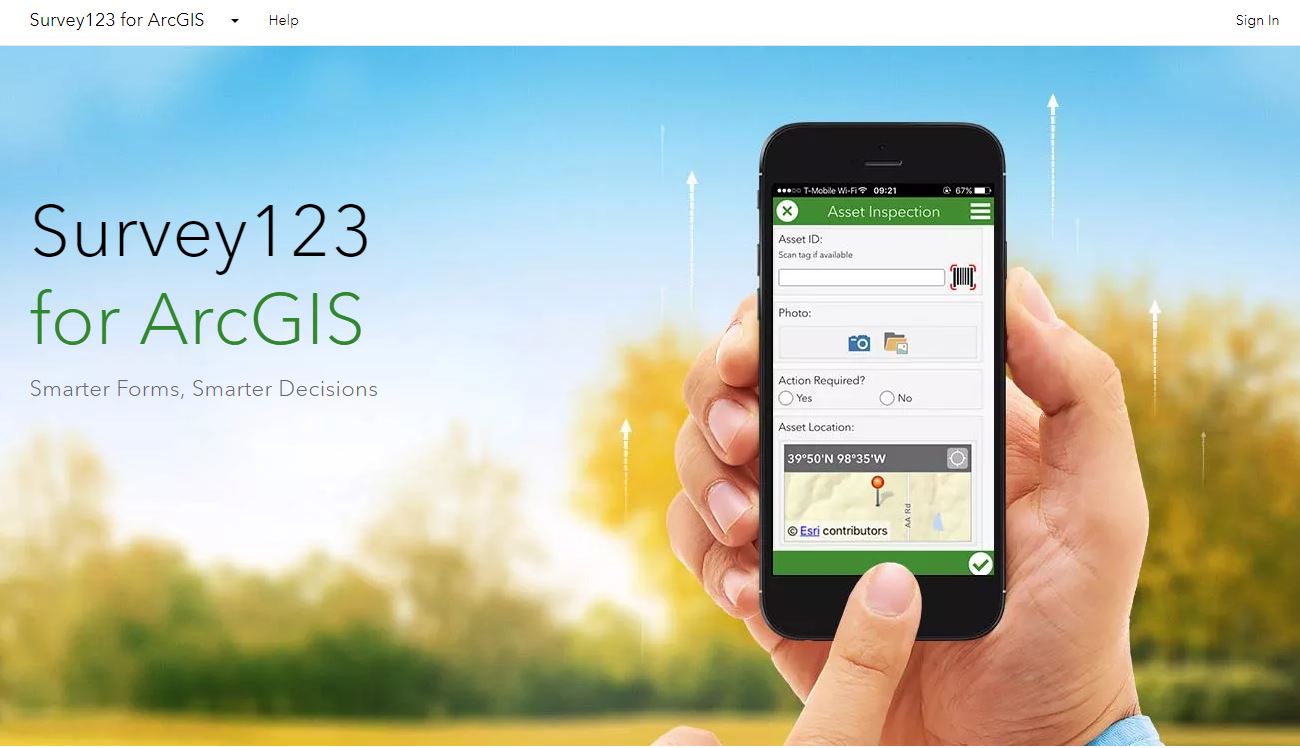 Survey123 for ArcGIS
Help
Sign In
Survey123
for ArcGIS
Smarter Forms, Smarter Decisions
T-Mobile Wi-Fi 09:21 67%
Asset Inspection
Asset ID:
Scan tag if available
Photo:
Action Required?
Yes No
Asset Location:
39°50'N 98°35'W
AA Rd
© Esri contributors